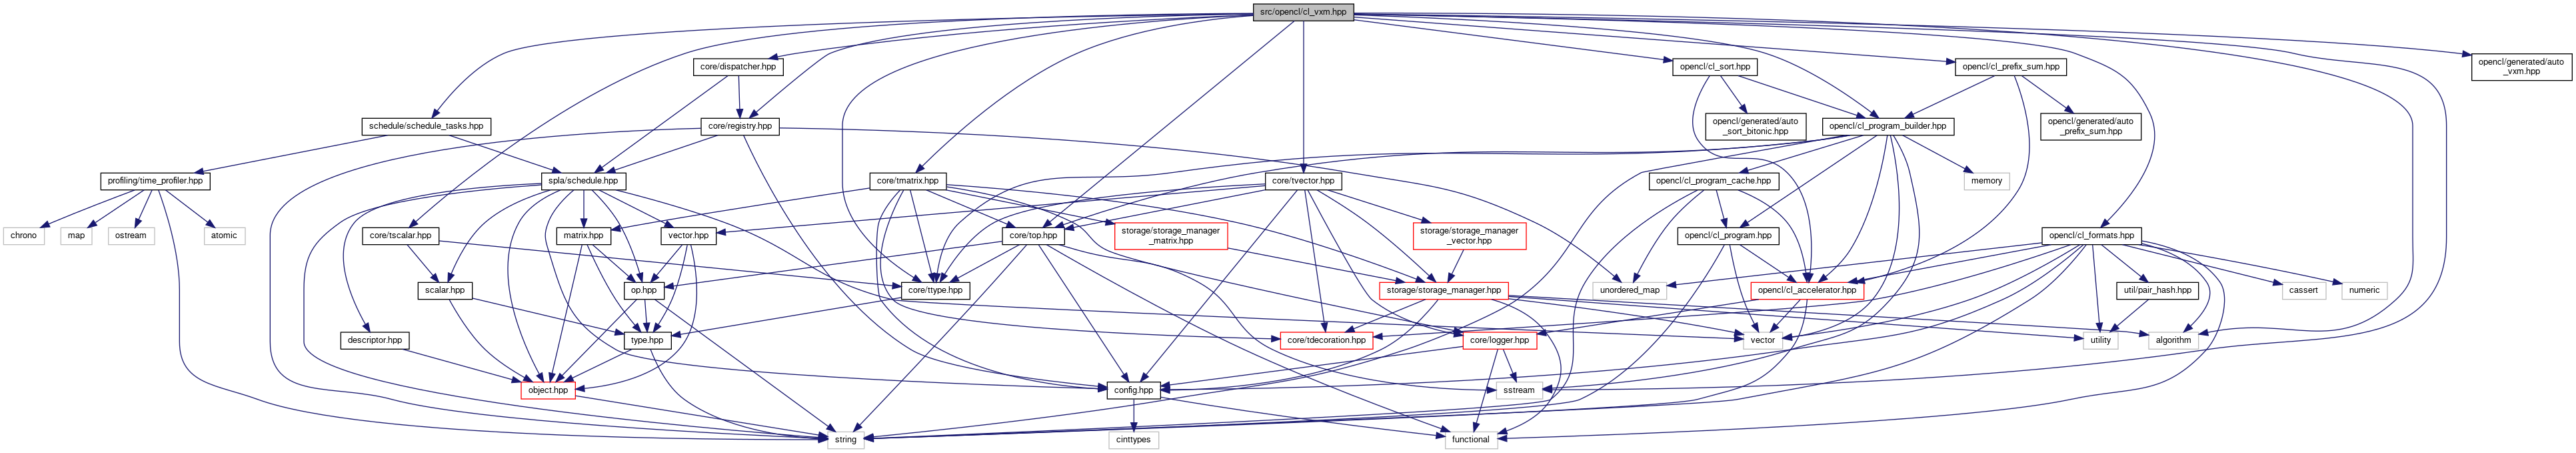 src/opencl/cl_vxm.hpp
core/dispatcher.hpp
opencl/cl_sort.hpp
opencl/cl_prefix_sum.hpp
opencl/generated/auto
_vxm.hpp
schedule/schedule_tasks.hpp
core/registry.hpp
opencl/generated/auto
_sort_bitonic.hpp
opencl/cl_program_builder.hpp
opencl/generated/auto
_prefix_sum.hpp
profiling/time_profiler.hpp
spla/schedule.hpp
core/tmatrix.hpp
core/tvector.hpp
opencl/cl_program_cache.hpp
memory
chrono
map
ostream
atomic
core/tscalar.hpp
matrix.hpp
vector.hpp
core/top.hpp
storage/storage_manager
_matrix.hpp
storage/storage_manager
_vector.hpp
opencl/cl_program.hpp
opencl/cl_formats.hpp
scalar.hpp
op.hpp
core/ttype.hpp
storage/storage_manager.hpp
unordered_map
opencl/cl_accelerator.hpp
util/pair_hash.hpp
cassert
numeric
descriptor.hpp
type.hpp
core/tdecoration.hpp
core/logger.hpp
vector
utility
algorithm
object.hpp
config.hpp
sstream
string
cinttypes
functional